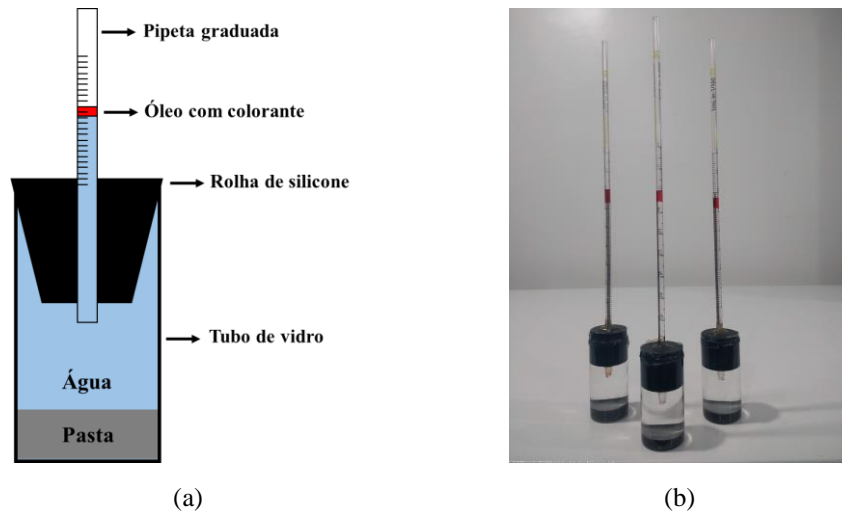 Pipeta graduada
Óleo com colorante
Rolha de silicone
Tubo de vidro
Água
Pasta
(a)
(b)